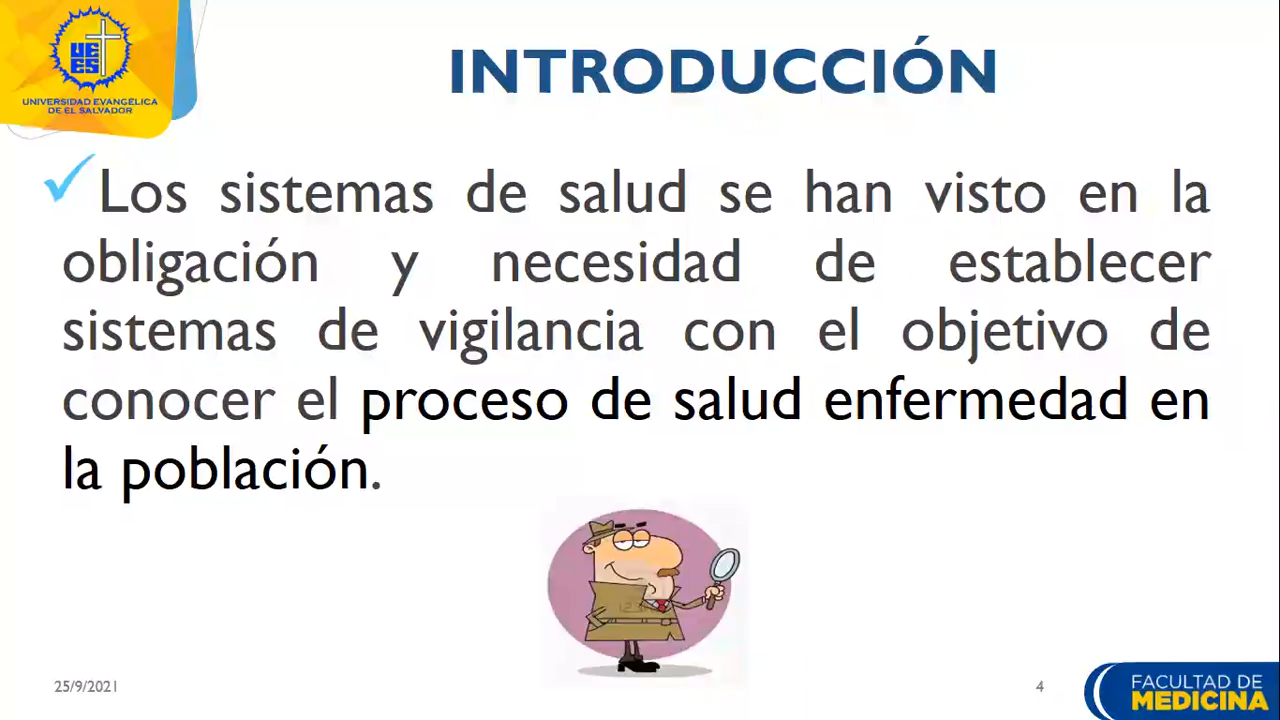 UE
ES
UNIVERSIDAD EVANGÉLICA
DE EL SALVADOR
INTRODUCCIÓN
✓Los sistemas de salud se han visto en la
obligación y necesidad de establecer
sistemas de vigilancia con el objetivo de
conocer el proceso de salud enfermedad en
la población.
25/9/2021
4
FACULTAD DE
MEDICINA